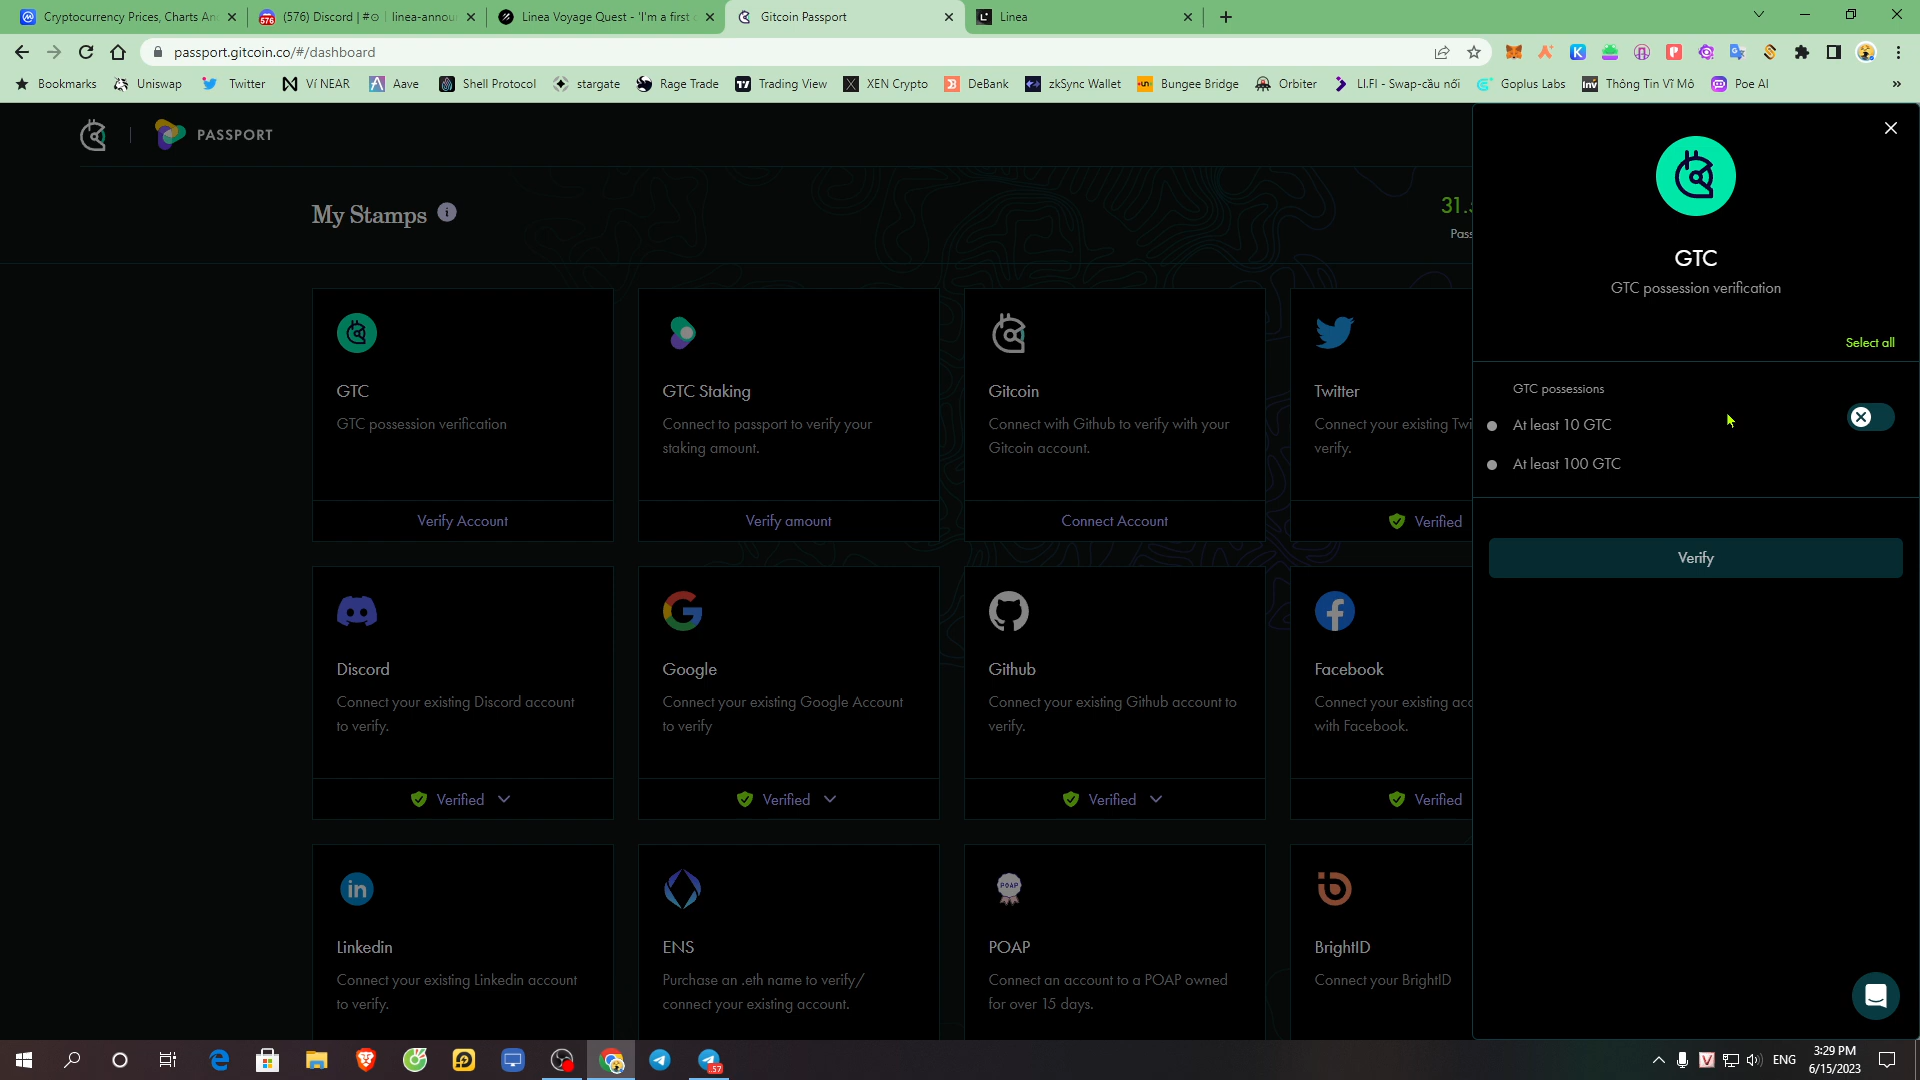 Cryptocurrency Prices, Charts An
(576) Discord | #⊙ | linea-annou
Linea Voyage Quest - 'I'm a first
Gitcoin Passport
Linea
passport.gitcoin.co/#/dashboard
Bookmarks
Uniswap
Twitter
Ví NEAR
Aave
Shell Protocol
stargate
Rage Trade
Trading View
XEN Crypto
DeBank
zkSync Wallet
Bungee Bridge
Orbiter
LI.FI - Swap-cầu nối
Goplus Labs
Thông Tin Vĩ Mô
Poe AI
PASSPORT
My Stamps
31.
Pass
GTC
GTC possession verification
Verify Account
GTC Staking
Connect to passport to verify your
staking amount.
Verify amount
Gitcoin
Connect with Github to verify with your
Gitcoin account.
Connect Account
Twitter
Connect your existing Twi
verify.
Verified
Discord
Connect your existing Discord account
to verify.
Verified
Google
Connect your existing Google Account
to verify
Verified
Github
Connect your existing Github account to
verify.
Verified
Facebook
Connect your existing acc
with Facebook.
Verified
Linkedin
Connect your existing Linkedin account
to verify.
ENS
Purchase an .eth name to verify/
connect your existing account.
POAP
Connect an account to a POAP owned
for over 15 days.
BrightID
Connect your BrightID
GTC
GTC possession verification
Select all
GTC possessions
At least 10 GTC
At least 100 GTC
Verify
57
ENG
3:29 PM
6/15/2023